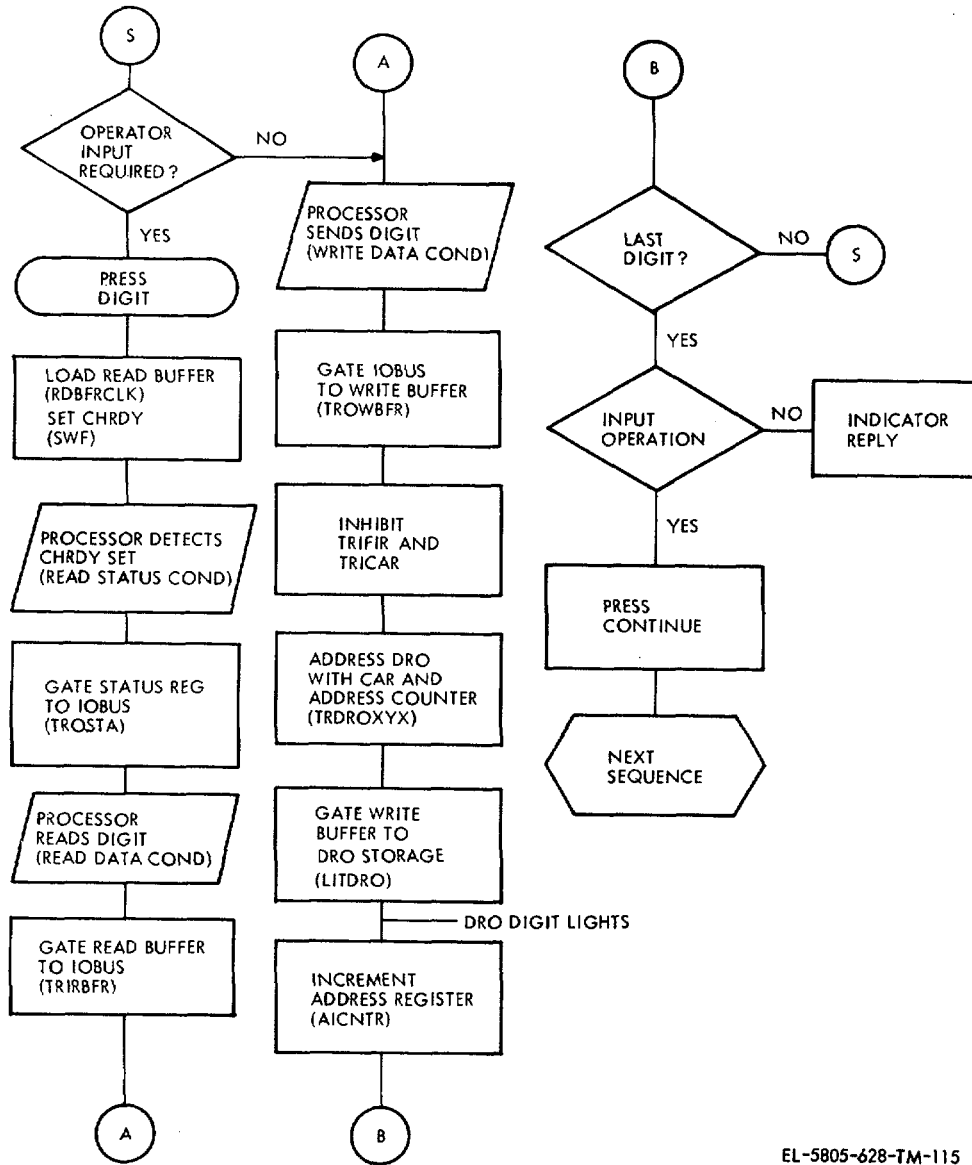 S
OPERATOR
INPUT
REQUIRED?
NO
YES
PRESS
DIGIT
LOAD READ BUFFER
(RDBFRCLK)
SET CHRDY
(SWF)
PROCESSOR DETECTS
CHRDY SET
(READ STATUS COND)
GATE STATUS REG
TO IOBUS
(TROSTA)
PROCESSOR
READS DIGIT
(READ DATA COND)
GATE READ BUFFER
TO IOBUS
(TRIRBFR)
A
A
PROCESSOR
SENDS DIGIT
(WRITE DATA COND)
GATE IOBUS
TO WRITE BUFFER
(TROWBFR)
INHIBIT
TRIFIR AND
TRICAR
ADDRESS DRO
WITH CAR AND
ADDRESS COUNTER
(TRDROXYX)
GATE WRITE
BUFFER TO
DRO STORAGE
(LITDRO)
DRO DIGIT LIGHTS
INCREMENT
ADDRESS REGISTER
(AICNTR)
B
B
LAST
DIGIT?
NO
S
YES
INPUT
OPERATION
NO
INDICATOR
REPLY
YES
PRESS
CONTINUE
NEXT
SEQUENCE
EL-5805-628-TM-115